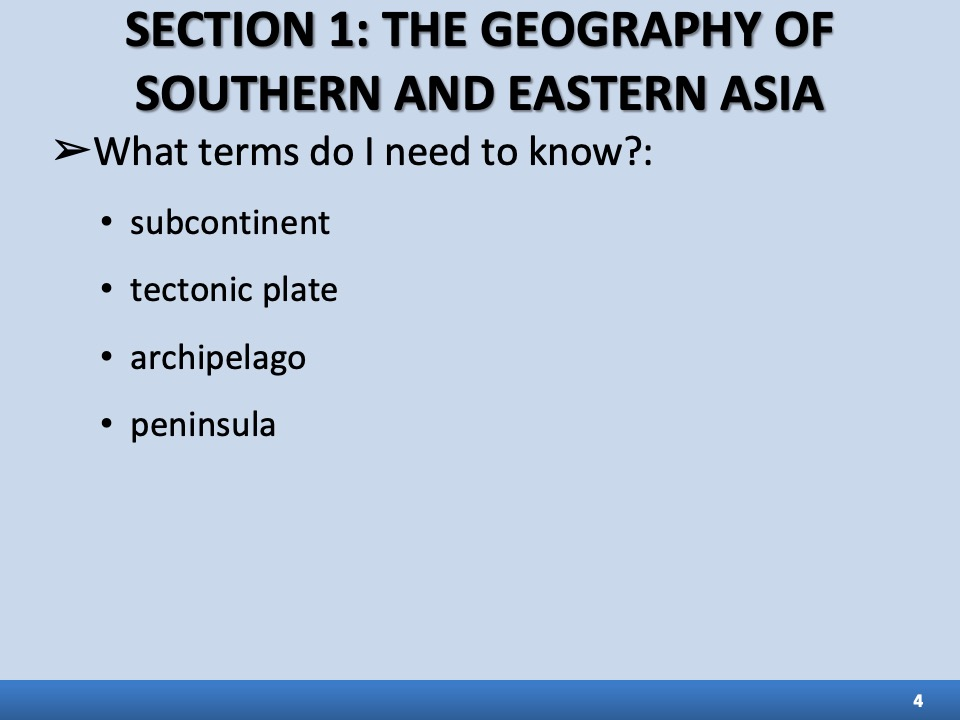 SECTION 1: THE GEOGRAPHY OF
SOUTHERN AND EASTERN ASIA
➢What terms do I need to know?:
• subcontinent
• tectonic plate
• archipelago
• peninsula
4